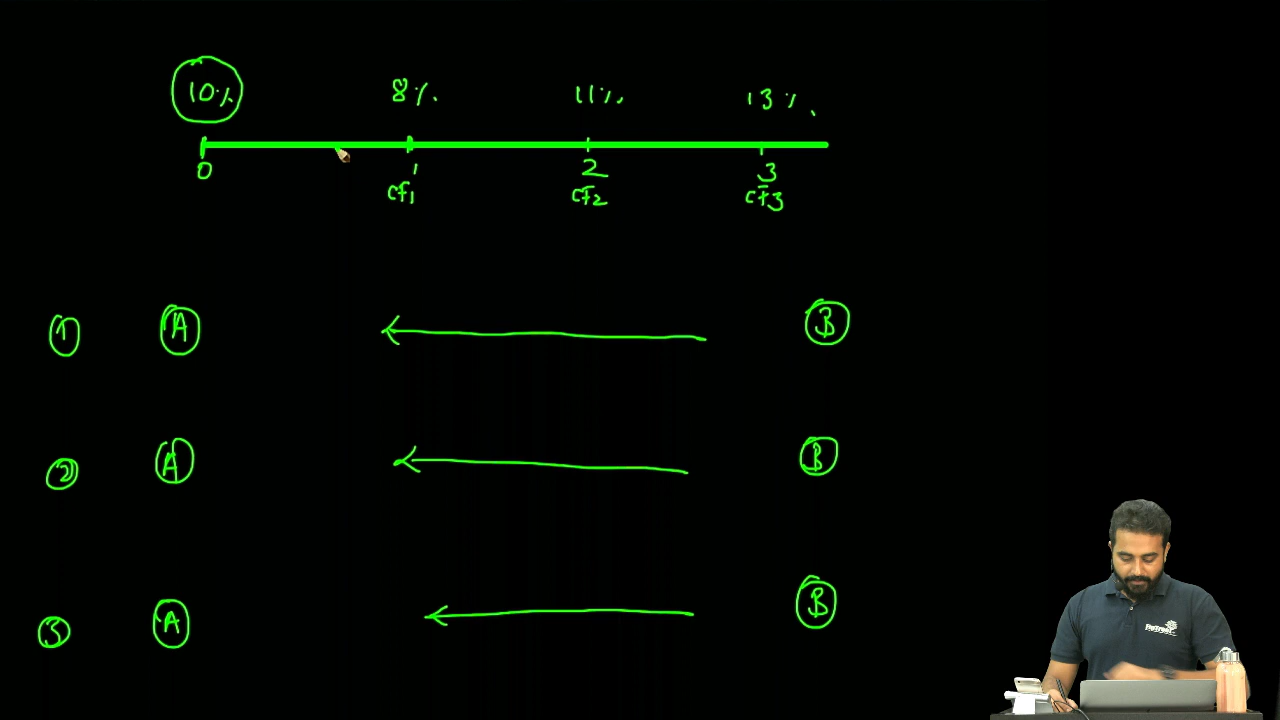 10% 8%. 11%. 13%.
0 1 2 3
CF1 CF2 CF3
1 A B
2 A B
3 A B